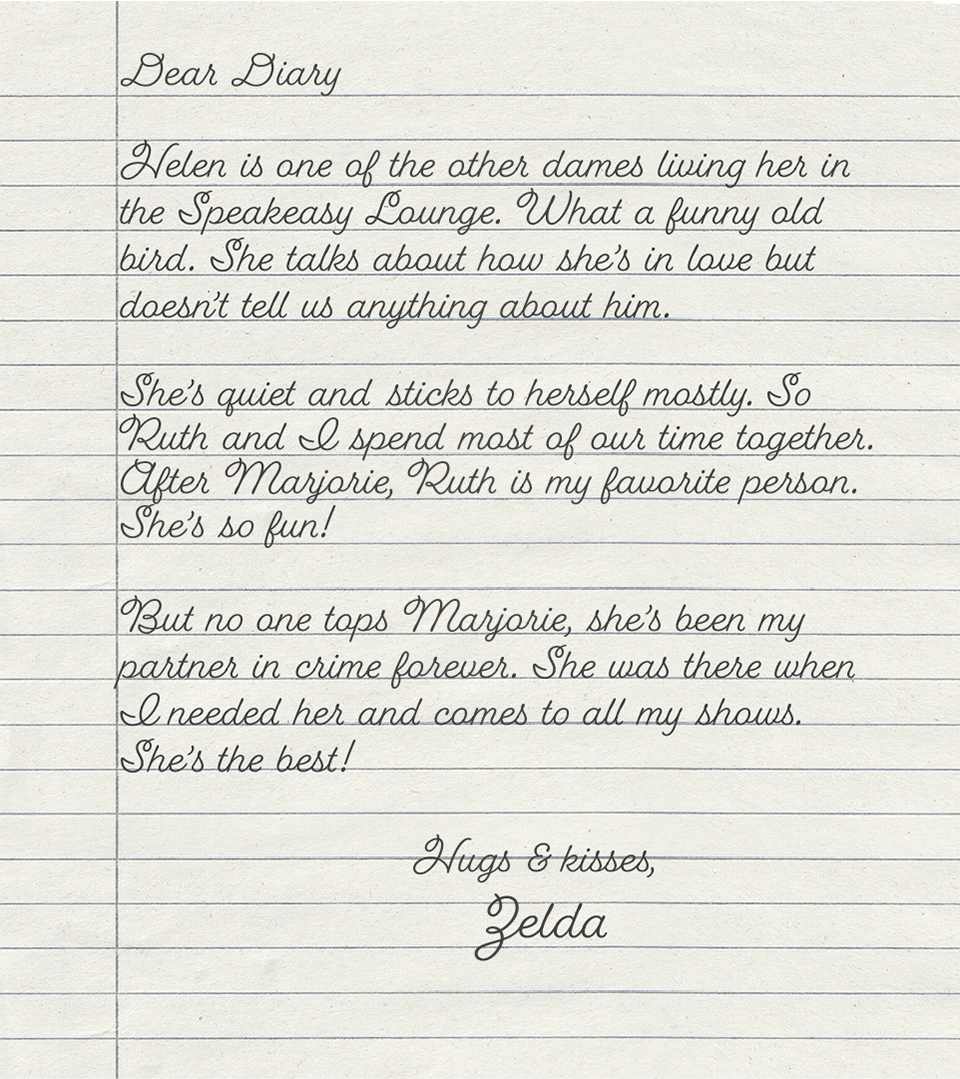 Dear Diary
Helen is one of the other dames living her in
the Speakeasy Lounge. What a funny old
bird. She talks about how she's in love but
doesn't tell us anything about him.
She's quiet and sticks to herself mostly. So
Ruth and I spend most of our time together.
After Marjorie, Ruth is my favorite person.
She's so fun!
But no one tops Marjorie, she's been my
partner in crime forever. She was there when
I needed her and comes to all my shows.
She's the best!
Hugs & kisses,
Zelda